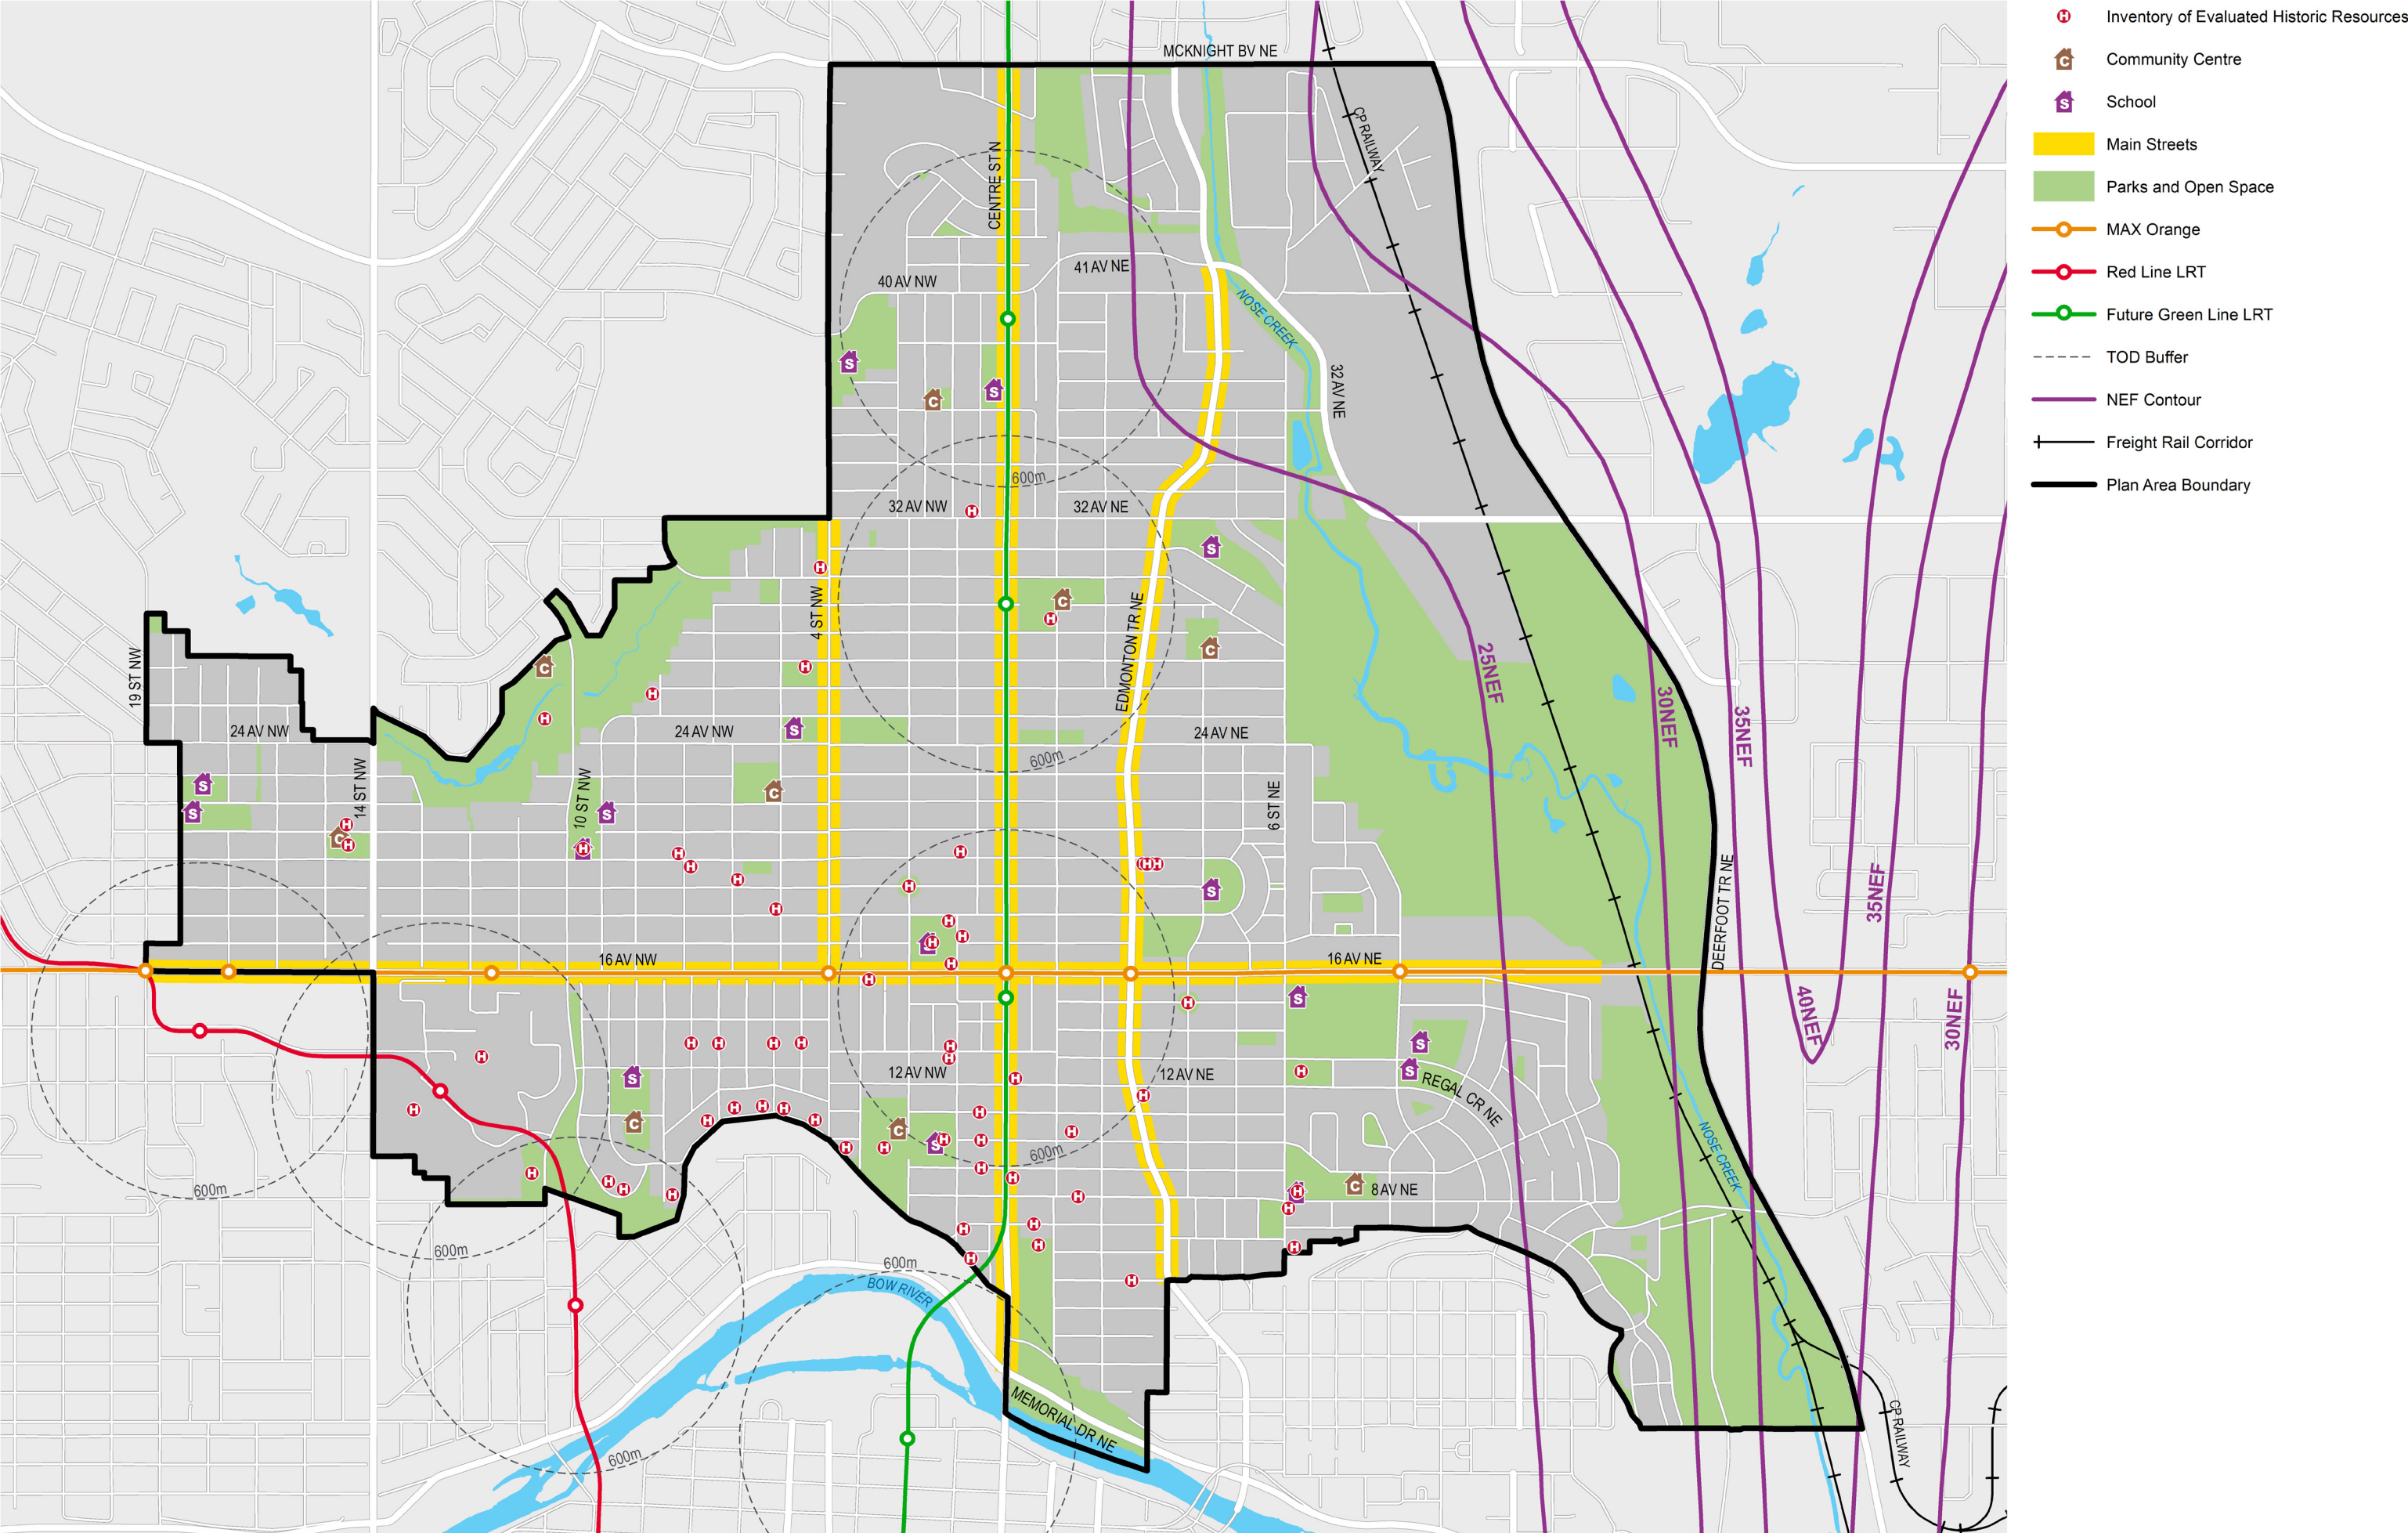 MCKNIGHT BV NE
CP RAILWAY
CENTRE ST N
40 AV NW
41 AV NE
NOSE CREEK
32 AV NE
600m
32 AV NW
32 AV NE
4 ST NW
EDMONTON TR NE
19 ST NW
24 AV NW
14 ST NW
10 ST NW
24 AV NW
24 AV NE
600m
6 ST NE
25NEF
30NEF
35NEF
DEERFOOT TR NE
35NEF
40NEF
30NEF
16 AV NW
16 AV NE
12 AV NW
12 AV NE
REGAL CR NE
600m
8 AV NE
NOSE CREEK
600m
600m
600m
BOW RIVER
MEMORIAL DR NE
600m
CP RAILWAY
H Inventory of Evaluated Historic Resources
C Community Centre
S School
Main Streets
Parks and Open Space
MAX Orange
Red Line LRT
Future Green Line LRT
TOD Buffer
NEF Contour
Freight Rail Corridor
Plan Area Boundary